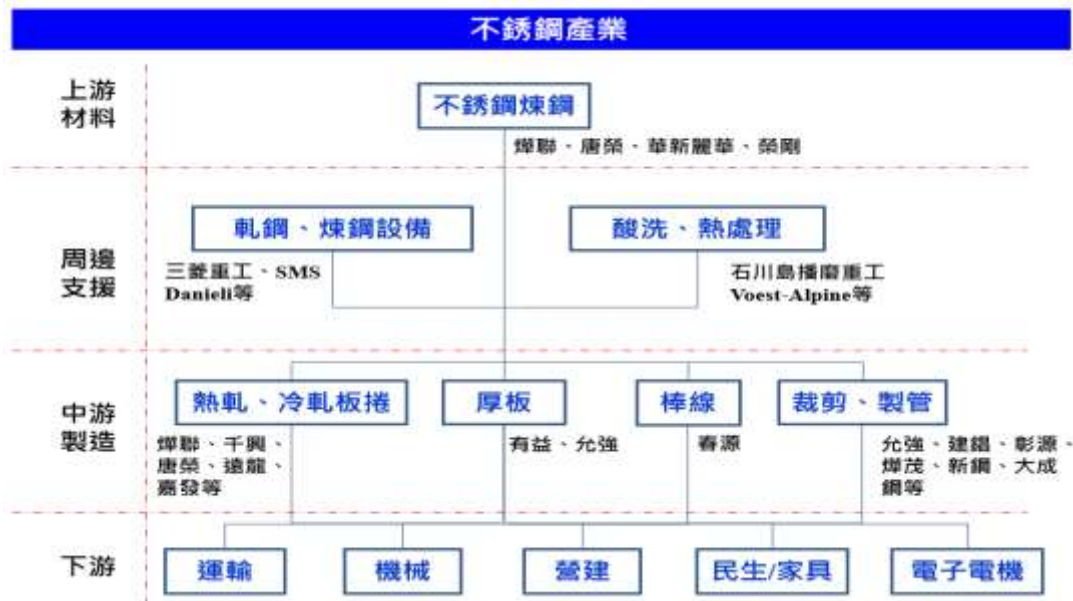 不銹鋼產業
上游
材料
不銹鋼煉鋼
燁聯、唐榮、華新麗華、榮剛
周邊
支援
軋鋼、煉鋼設備
三菱重工、SMS
Danieli等
酸洗、熱處理
石川島播磨重工
Voest-Alpine等
中游
製造
熱軋、冷軋板捲
燁聯、千興、
唐榮、遠龍、
嘉發等
厚板
有益、允強
棒線
春源
裁剪、製管
允強、建錩、彰源、
燁茂、新鋼、大成
鋼等
下游
運輸
機械
營建
民生/家具
電子電機